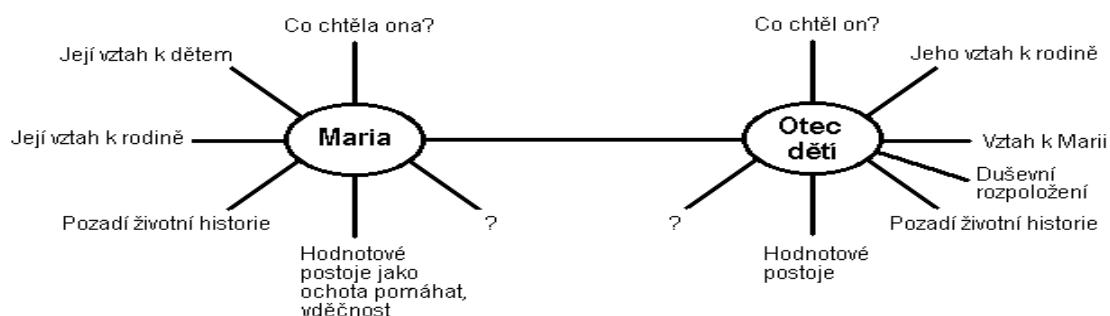 Co chtěla ona?
Co chtěl on?
Její vztah k dětem
Jeho vztah k rodině
Její vztah k rodině
Maria
Otec
dětí
Vztah k Marii
Duševní
rozpoložení
Pozadí životní historie
?
?
Pozadí životní historie
Hodnotové
postoje jako
ochota pomáhat,
vděčnost
Hodnotové
postoje